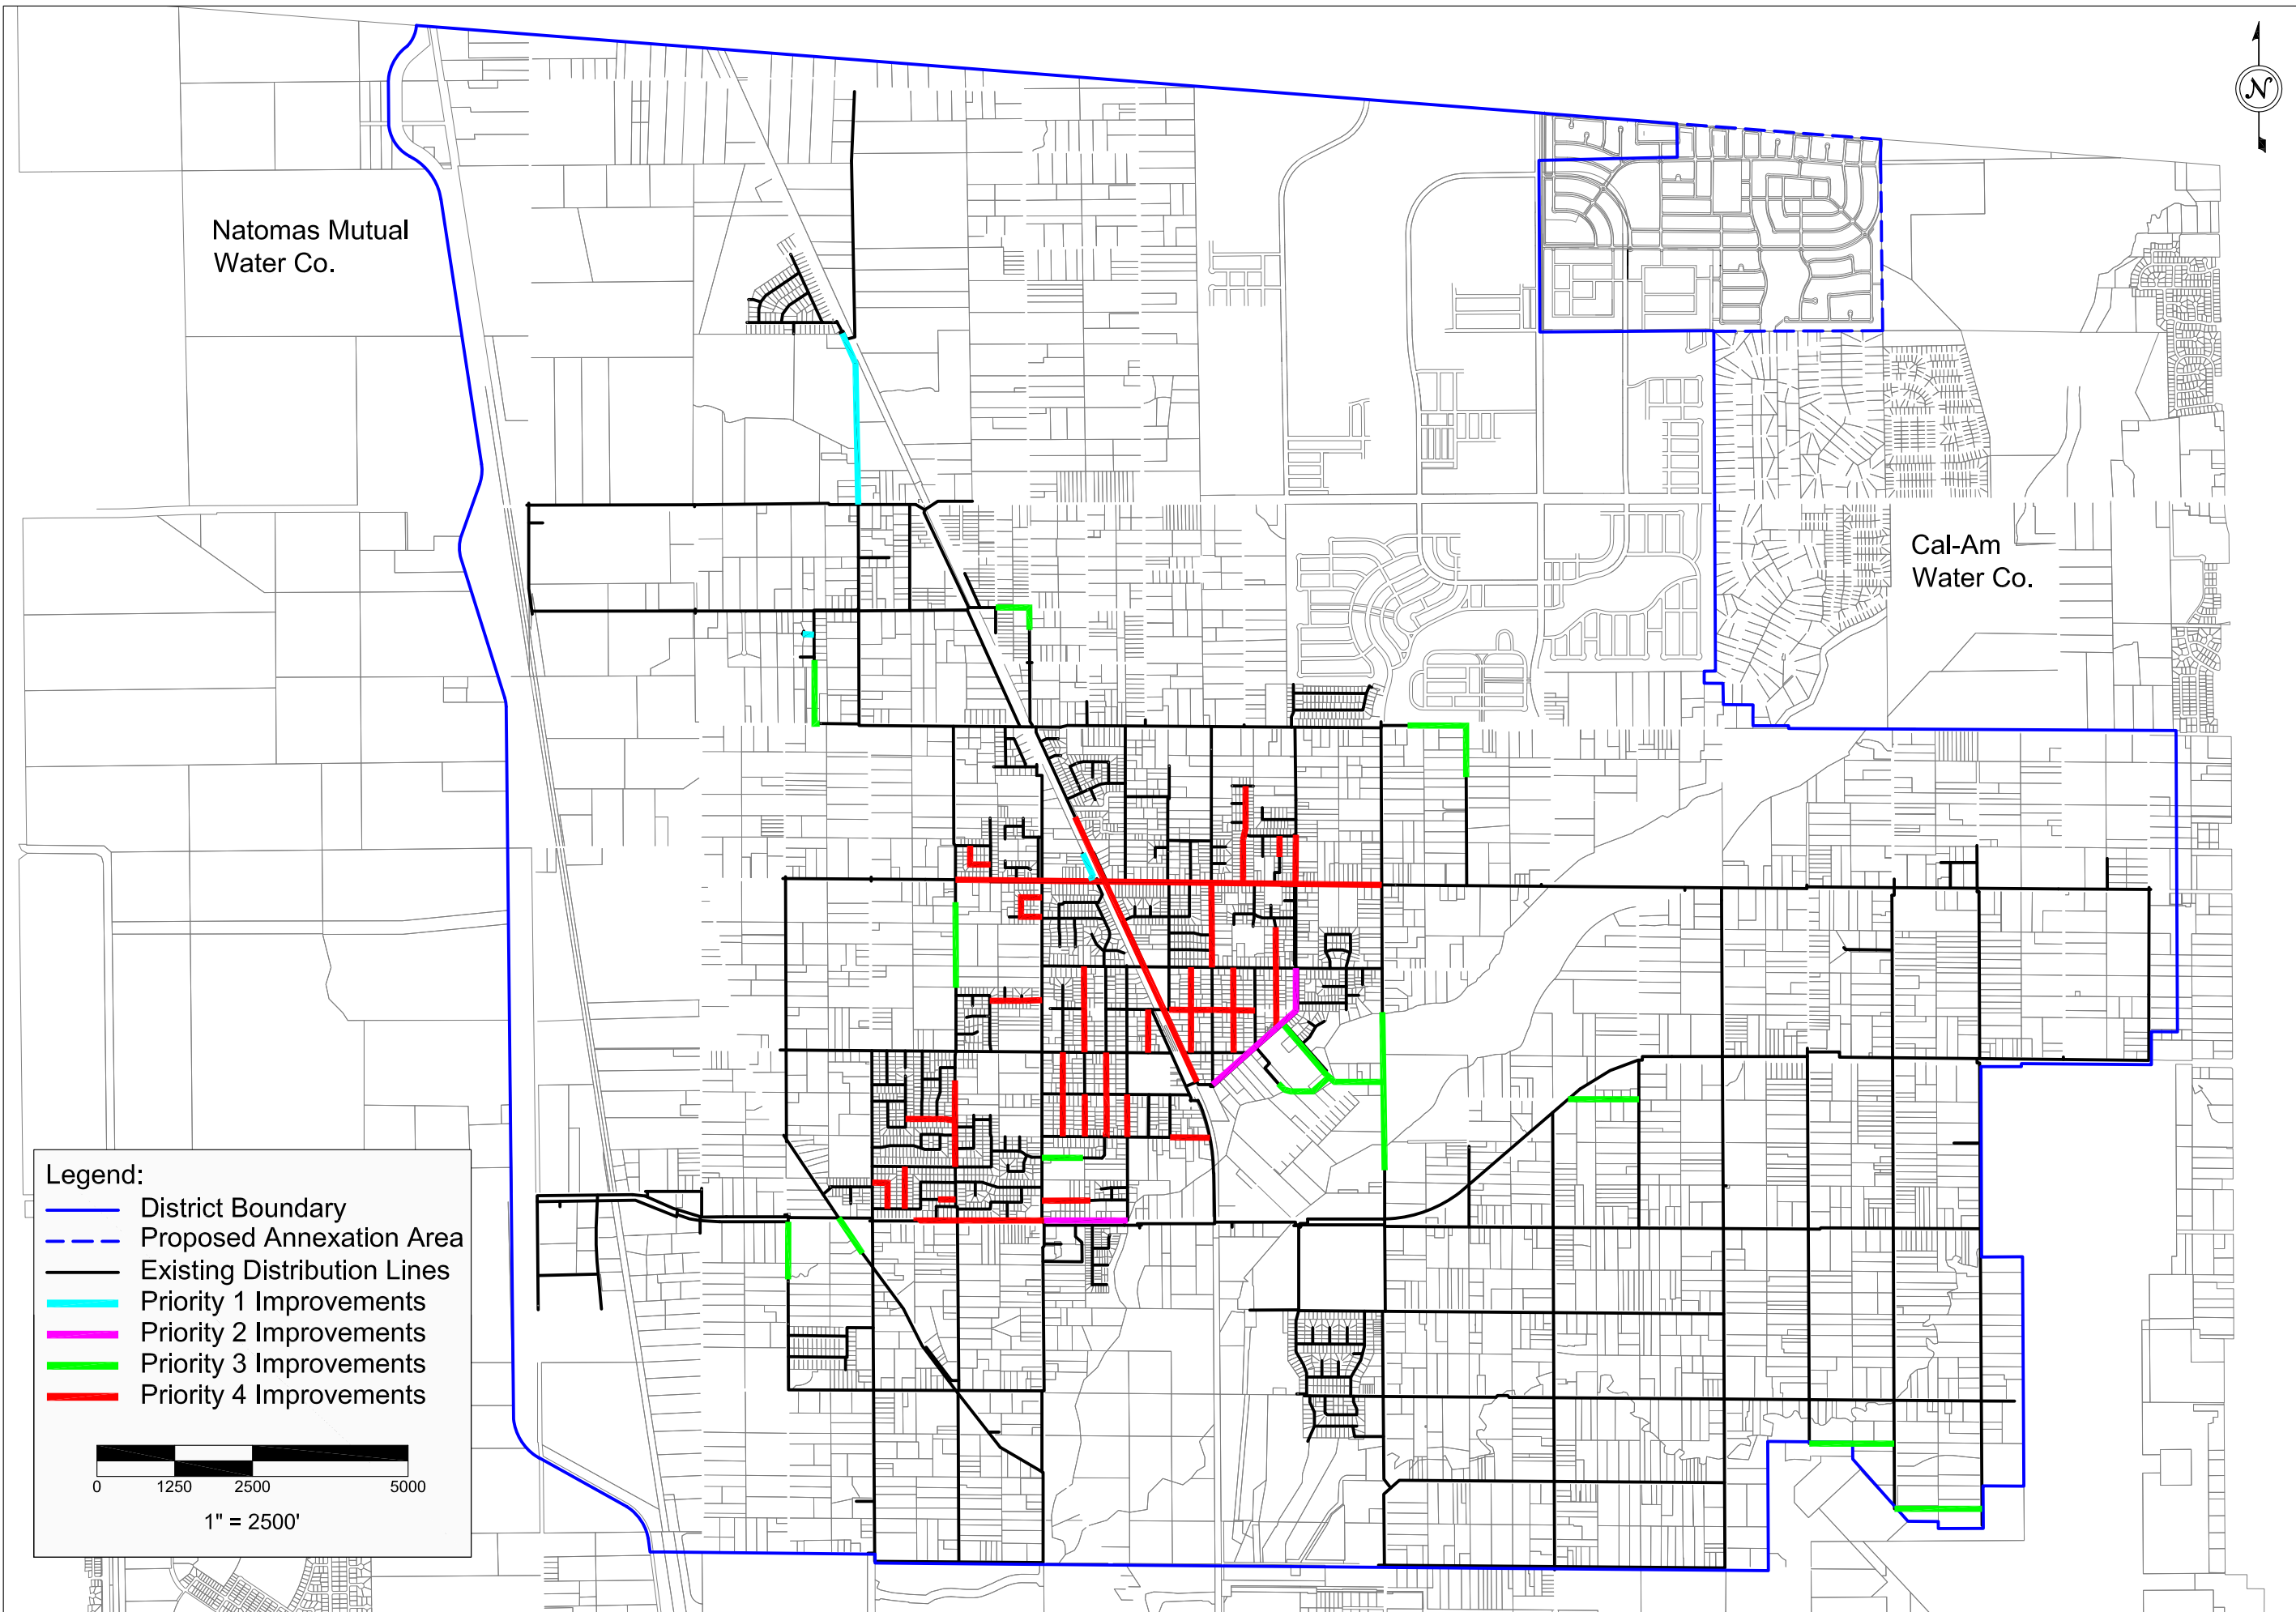 N
Natomas Mutual
Water Co.
Cal-Am
Water Co.
Legend:
District Boundary
Proposed Annexation Area
Existing Distribution Lines
Priority 1 Improvements
Priority 2 Improvements
Priority 3 Improvements
Priority 4 Improvements
0 1250 2500 5000
1" = 2500'